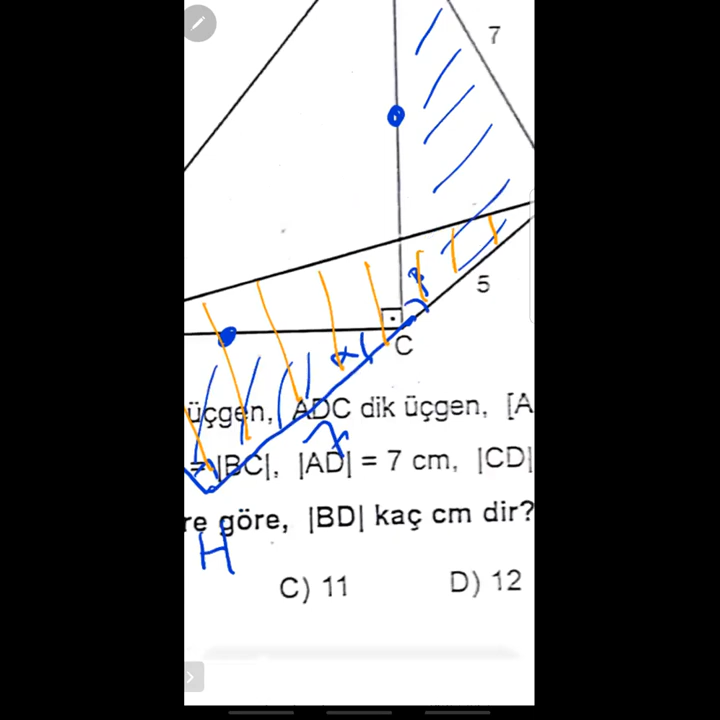 7
5
β
α
C
7
üçgen, ADC dik üçgen, [A
= |BC|, |AD| = 7 cm, |CD|
re göre, |BD| kaç cm dir?
H
C) 11 D) 12